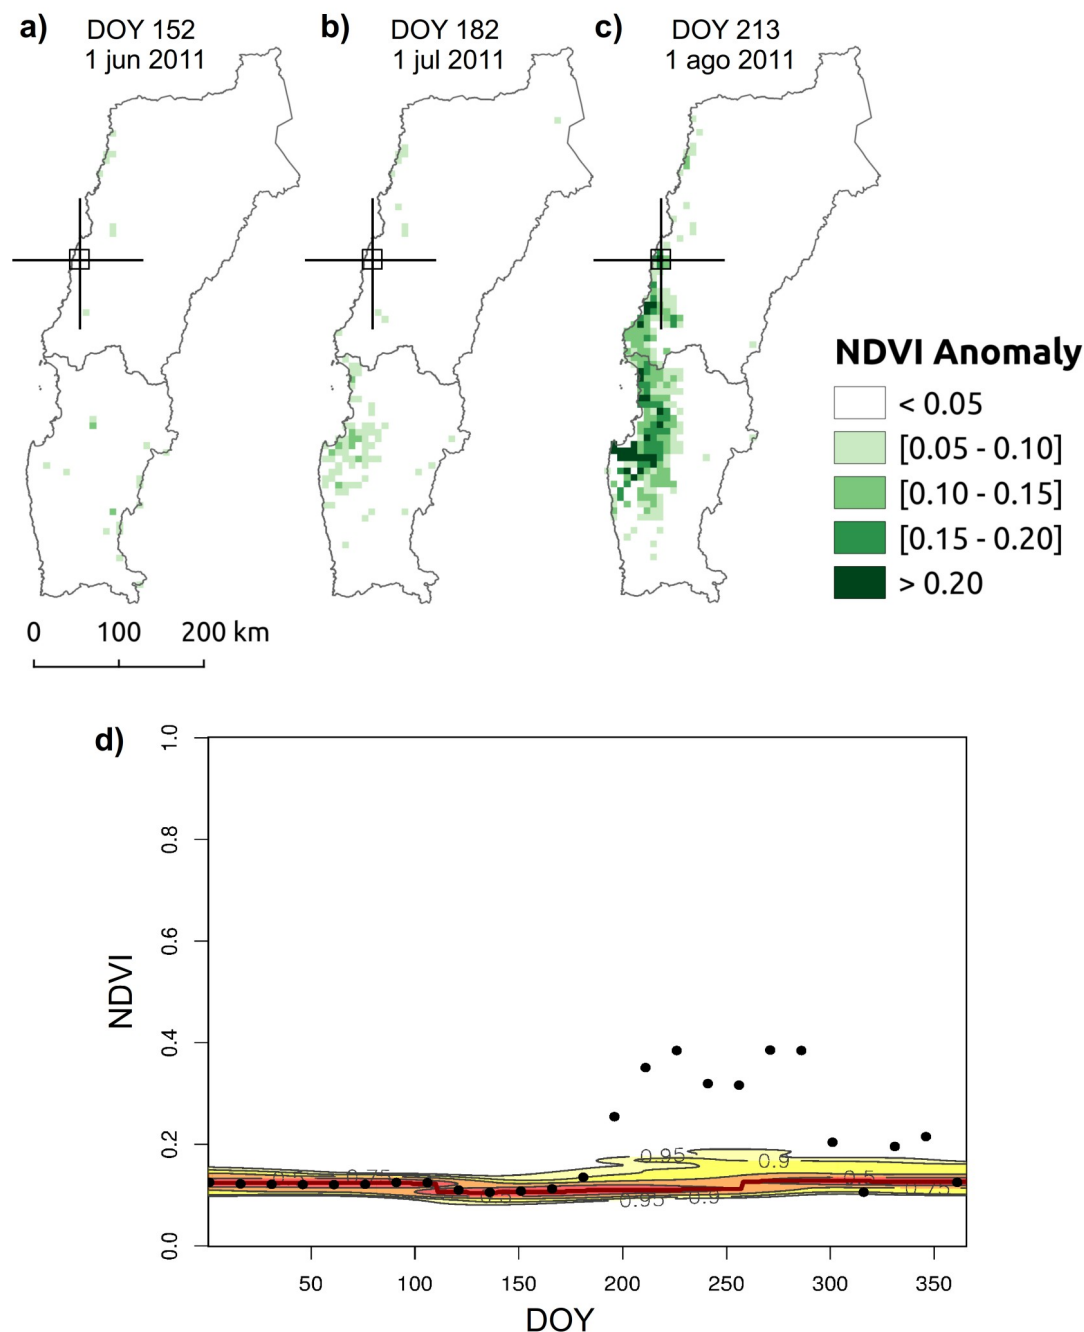 a)
DOY 152
1 jun 2011
b)
DOY 182
1 jul 2011
c)
DOY 213
1 ago 2011
NDVI Anomaly
< 0.05
[0.05 - 0.10]
[0.10 - 0.15]
[0.15 - 0.20]
> 0.20
0 100 200 km
d)
1.0
0.8
0.6
0.4
0.2
0.0
NDVI
0.95
0.9
0.5 0.75 0.5
0.5 0.95 0.9 0.75
50 100 150 200 250 300 350
DOY